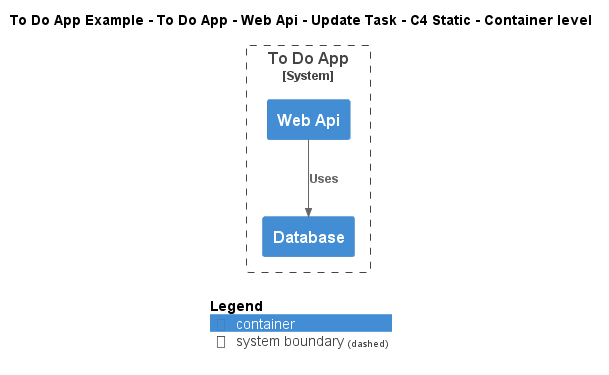 To Do App Example - To Do App - Web Api - Update Task - C4 Static - Container level
To Do App
[System]
Web Api
Uses
Database
Legend
container
system boundary (dashed)